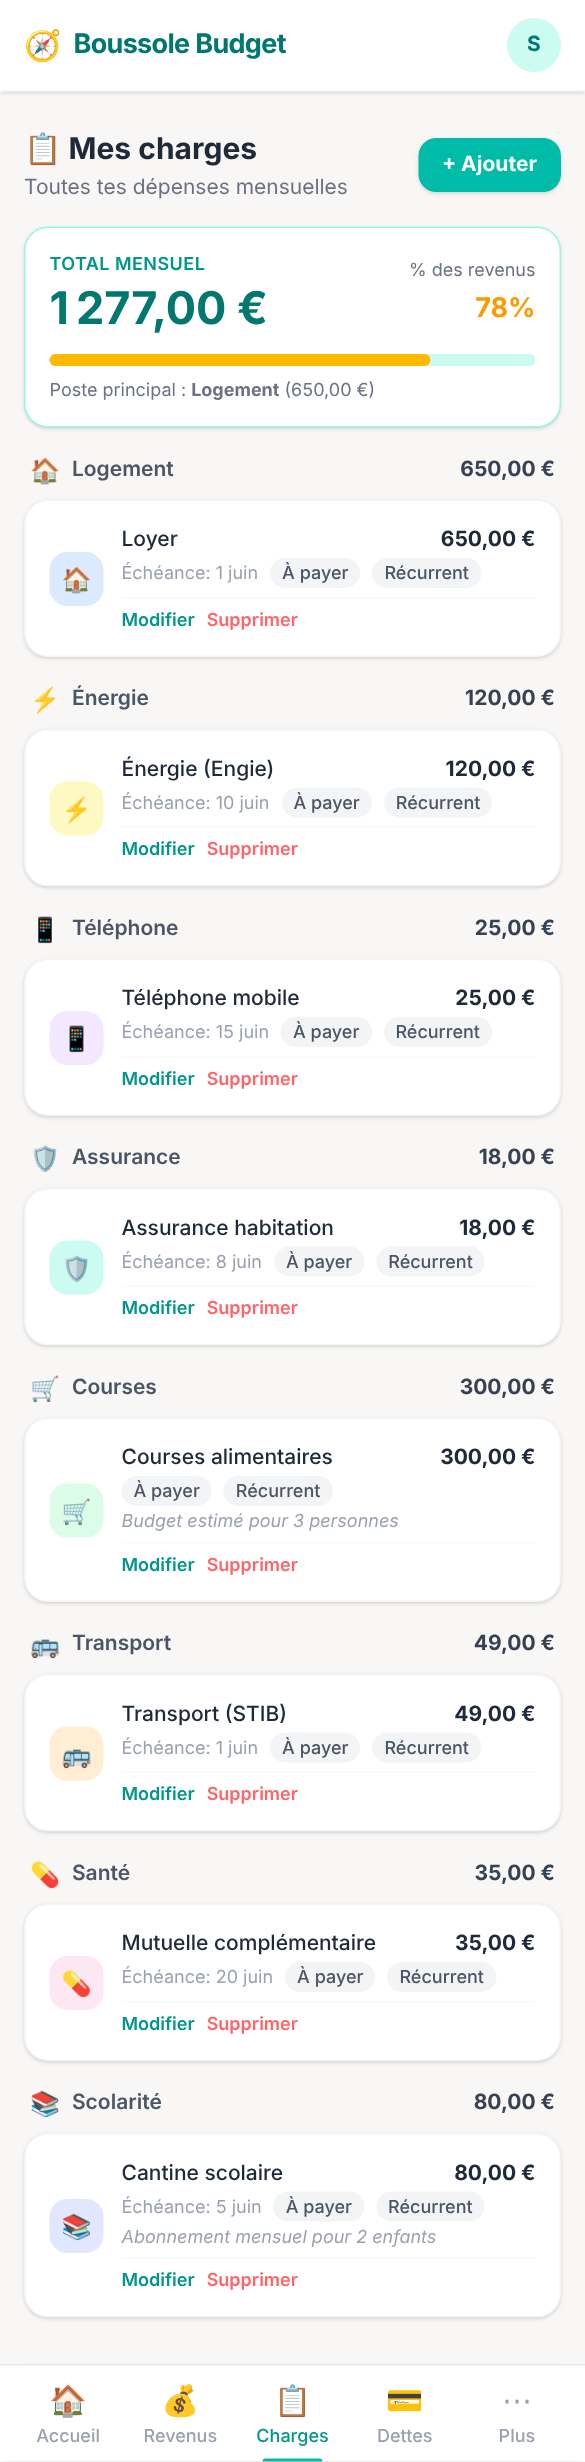 Boussole Budget
S
Mes charges
Toutes tes dépenses mensuelles
+ Ajouter
TOTAL MENSUEL
% des revenus
1 277,00 €
78%
Poste principal : Logement (650,00 €)
Logement 650,00 €
Loyer 650,00 €
Échéance: 1 juin À payer Récurrent
Modifier Supprimer
Énergie 120,00 €
Énergie (Engie) 120,00 €
Échéance: 10 juin À payer Récurrent
Modifier Supprimer
Téléphone 25,00 €
Téléphone mobile 25,00 €
Échéance: 15 juin À payer Récurrent
Modifier Supprimer
Assurance 18,00 €
Assurance habitation 18,00 €
Échéance: 8 juin À payer Récurrent
Modifier Supprimer
Courses 300,00 €
Courses alimentaires 300,00 €
À payer Récurrent
Budget estimé pour 3 personnes
Modifier Supprimer
Transport 49,00 €
Transport (STIB) 49,00 €
Échéance: 1 juin À payer Récurrent
Modifier Supprimer
Santé 35,00 €
Mutuelle complémentaire 35,00 €
Échéance: 20 juin À payer Récurrent
Modifier Supprimer
Scolarité 80,00 €
Cantine scolaire 80,00 €
Échéance: 5 juin À payer Récurrent
Abonnement mensuel pour 2 enfants
Modifier Supprimer
Accueil Revenus Charges Dettes Plus